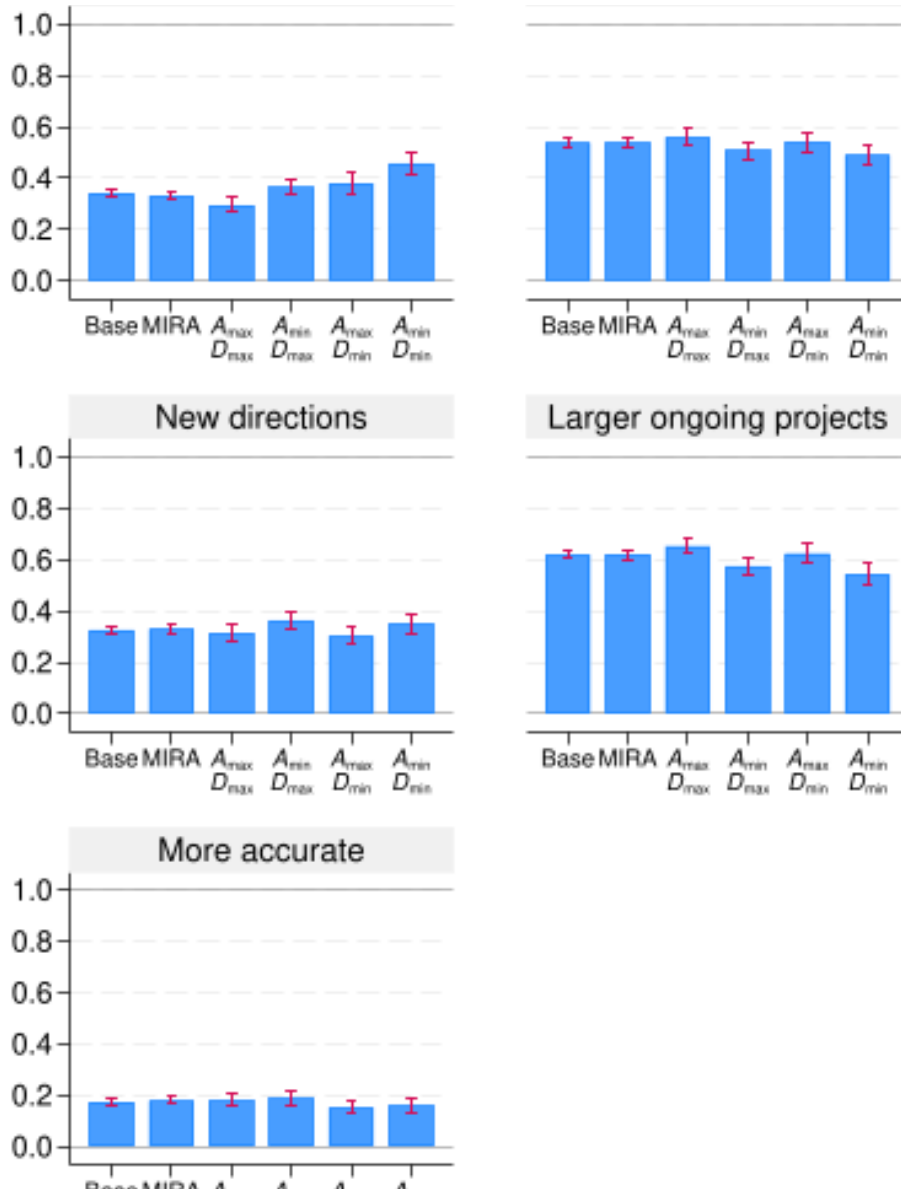 1.0
0.8
0.6
0.4
0.2
0.0
Base MIRA Amax Amin Amax Amin
Dmax Dmax Dmin Dmin
Base MIRA Amax Amin Amax Amin
Dmax Dmax Dmin Dmin
New directions
Larger ongoing projects
1.0
0.8
0.6
0.4
0.2
0.0
Base MIRA Amax Amin Amax Amin
Dmax Dmax Dmin Dmin
Base MIRA Amax Amin Amax Amin
Dmax Dmax Dmin Dmin
More accurate
1.0
0.8
0.6
0.4
0.2
0.0
Base MIRA A A A A